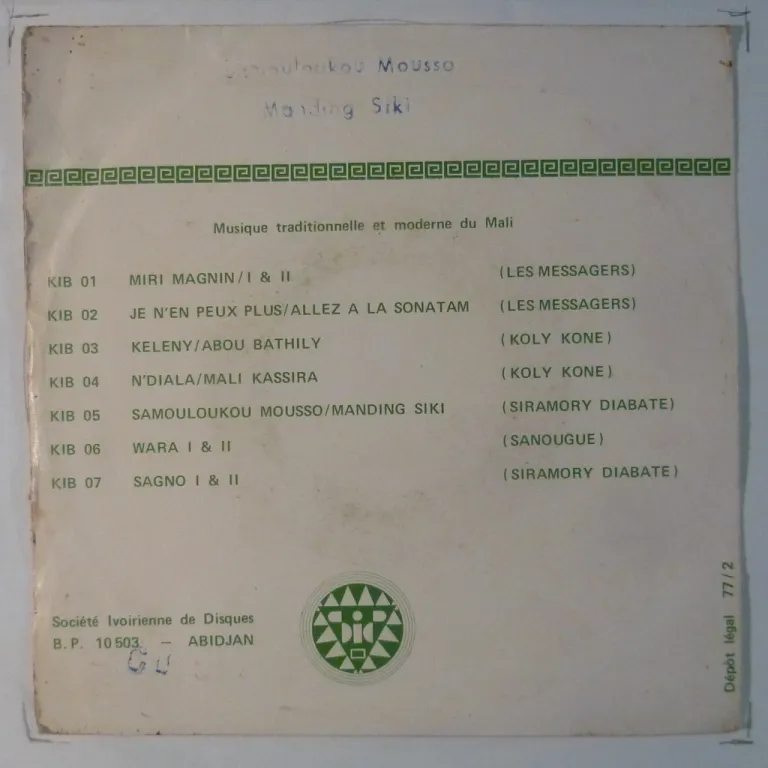 Mousso
Manding Siki
Musique traditionnelle et moderne du Mali
KIB 01 MIRI MAGNIN/I & II (LES MESSAGERS)
KIB 02 JE N'EN PEUX PLUS/ALLEZ A LA SONATAM (LES MESSAGERS)
KIB 03 KELENY/ABOU BATHILY (KOLY KONE)
KIB 04 N'DIALA/MALI KASSIRA (KOLY KONE)
KIB 05 SAMOULOUKOU MOUSSO/MANDING SIKI (SIRAMORY DIABATE)
KIB 06 WARA I & II (SANOUGUE)
KIB 07 SAGNO I & II (SIRAMORY DIABATE)
Société Ivoirienne de Disques
B.P. 10503 — ABIDJAN
SID
Dépôt légal 77/2